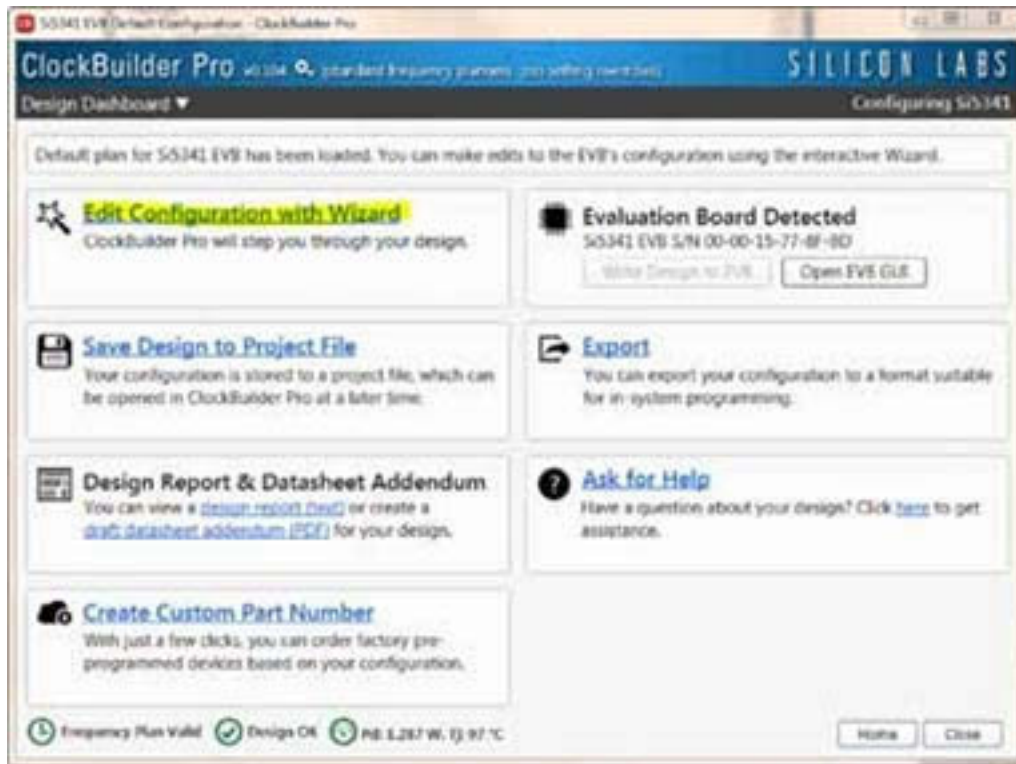 Si5341 EVB Default Configuration - ClockBuilder Pro
ClockBuilder Pro
SILICON LABS
Design Dashboard ▼
Configuring Si5341
Default plan for Si5341 EVB has been loaded. You can make edits to the EVB's configuration using the interactive Wizard.
Edit Configuration with Wizard
ClockBuilder Pro will step you through your design.
Evaluation Board Detected
Si5341 EVB S/N 00-00-15-77-8F-8D
Write Design to EVB
Open EVB GUI
Save Design to Project File
Your configuration is stored to a project file, which can
be opened in ClockBuilder Pro at a later time.
Export
You can export your configuration to a format suitable
for in-system programming.
Design Report & Datasheet Addendum
You can view a design report (text) or create a
draft datasheet addendum (PDF) for your design.
Ask for Help
Have a question about your design? Click here to get
assistance.
Create Custom Part Number
With just a few clicks, you can order factory pre-
programmed devices based on your configuration.
Frequency Plan Valid
Design OK
Pd: 1.287 W, Tj: 97 °C
Home
Close